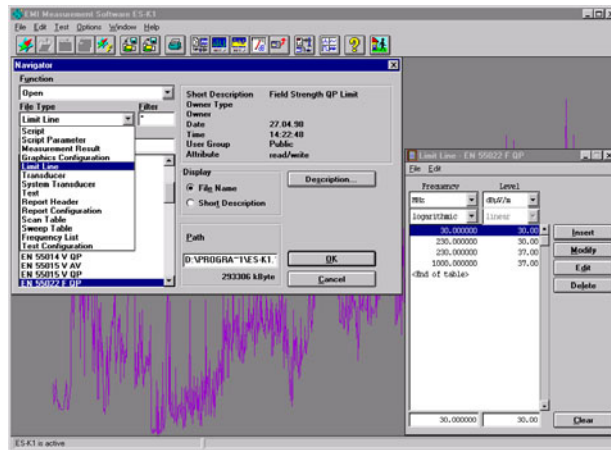 EMI Measurement Software ES-K1
File Edit Test Options Window Help
Navigator
Function
Open
File Type Filter
Limit Line *
Script
Script Parameter
Measurement Result
Graphics Configuration
Limit Line
Transducer
System Transducer
Text
Report Header
Report Configuration
Scan Table
Sweep Table
Frequency List
Test Configuration
EN 55014 V QP
EN 55015 V AV
EN 55015 V QP
EN 55022 F QP
Short Description Field Strength QP Limit
Owner Type
Owner
Date 27.04.98
Time 14:22:48
User Group Public
Attribute read/write
Display
File Name
Short Description
Description...
Path
D:\PROGRA~1\ES-K1.
293306 kByte
OK
Cancel
Limit Line - EN 55022 F QP
File Edit
Frequency Level
MHz dBµV/m
logarithmic linear
30.000000 30.00
230.000000 30.00
230.000000 37.00
1000.000000 37.00
<End of table>
Insert
Modify
Edit
Delete
30.000000 30.00
Clear
ES-K1 is active